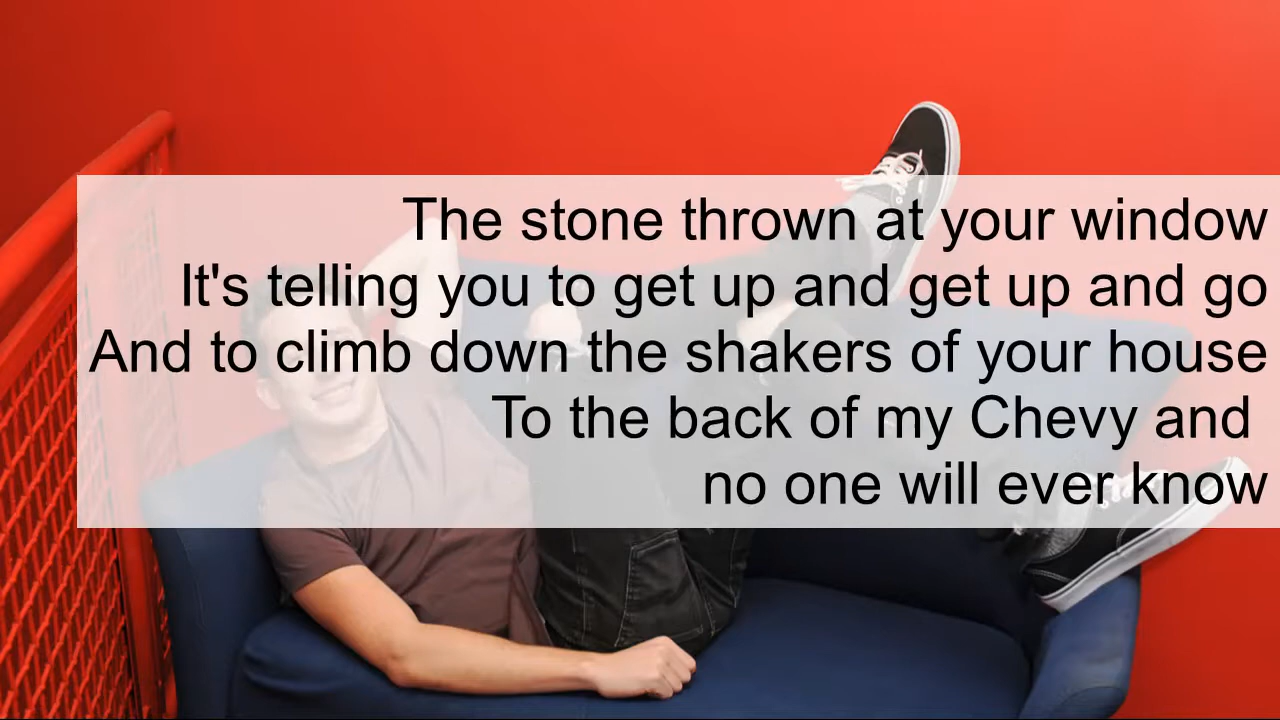 The stone thrown at your window
It's telling you to get up and get up and go
And to climb down the shakers of your house
To the back of my Chevy and
no one will ever know